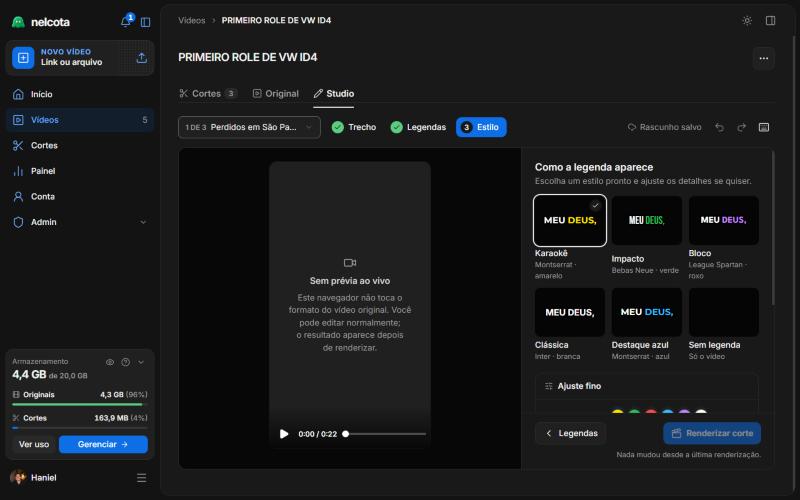 nelcota
1
NOVO VÍDEO
Link ou arquivo
Início
Vídeos 5
Cortes
Painel
Conta
Admin
Armazenamento
4,4 GB de 20,0 GB
Originais 4,3 GB (96%)
Cortes 163,9 MB (4%)
Ver uso Gerenciar →
Haniel
Vídeos > PRIMEIRO ROLE DE VW ID4
PRIMEIRO ROLE DE VW ID4
Cortes 3 Original Studio
1 DE 3 Perdidos em São Pa... Trecho Legendas 3 Estilo Rascunho salvo
Sem prévia ao vivo
Este navegador não toca o
formato do vídeo original. Você
pode editar normalmente;
o resultado aparece depois
de renderizar.
0:00 / 0:22
Como a legenda aparece
Escolha um estilo pronto e ajuste os detalhes se quiser.
MEU DEUS, MEU DEUS, MEU DEUS,
Karaokê Impacto Bloco
Montserrat · Bebas Neue · verde League Spartan ·
amarelo roxo
MEU DEUS, MEU DEUS,
Clássica Destaque azul Sem legenda
Inter · branca Montserrat · azul Só o vídeo
Ajuste fino
Legendas Renderizar corte
Nada mudou desde a última renderização.